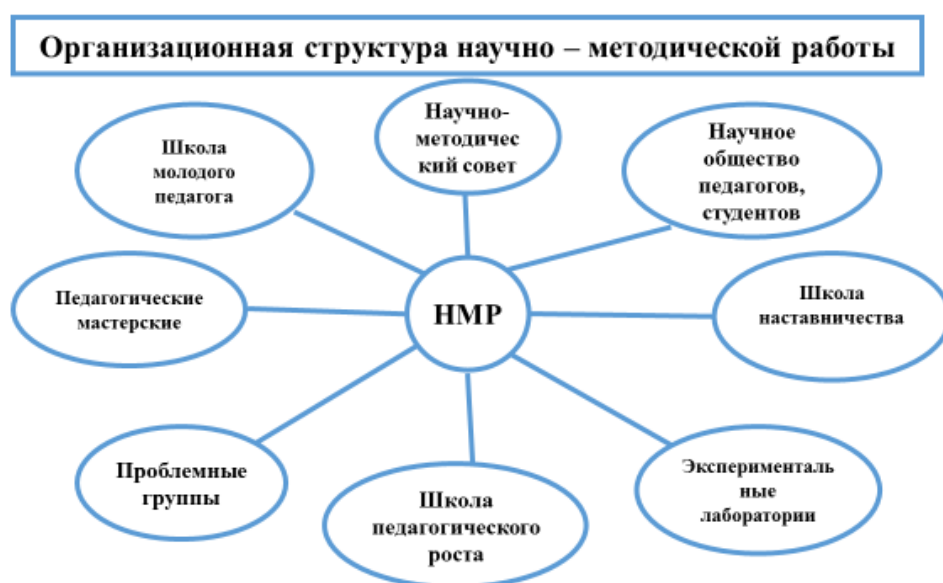 Организационная структура научно – методической работы
Научно-
методичес
кий совет
Школа
молодого
педагога
Научное
общество
педагогов,
студентов
Педагогические
мастерские
НМР
Школа
наставничества
Проблемные
группы
Школа
педагогического
роста
Эксперименталь
ные
лаборатории